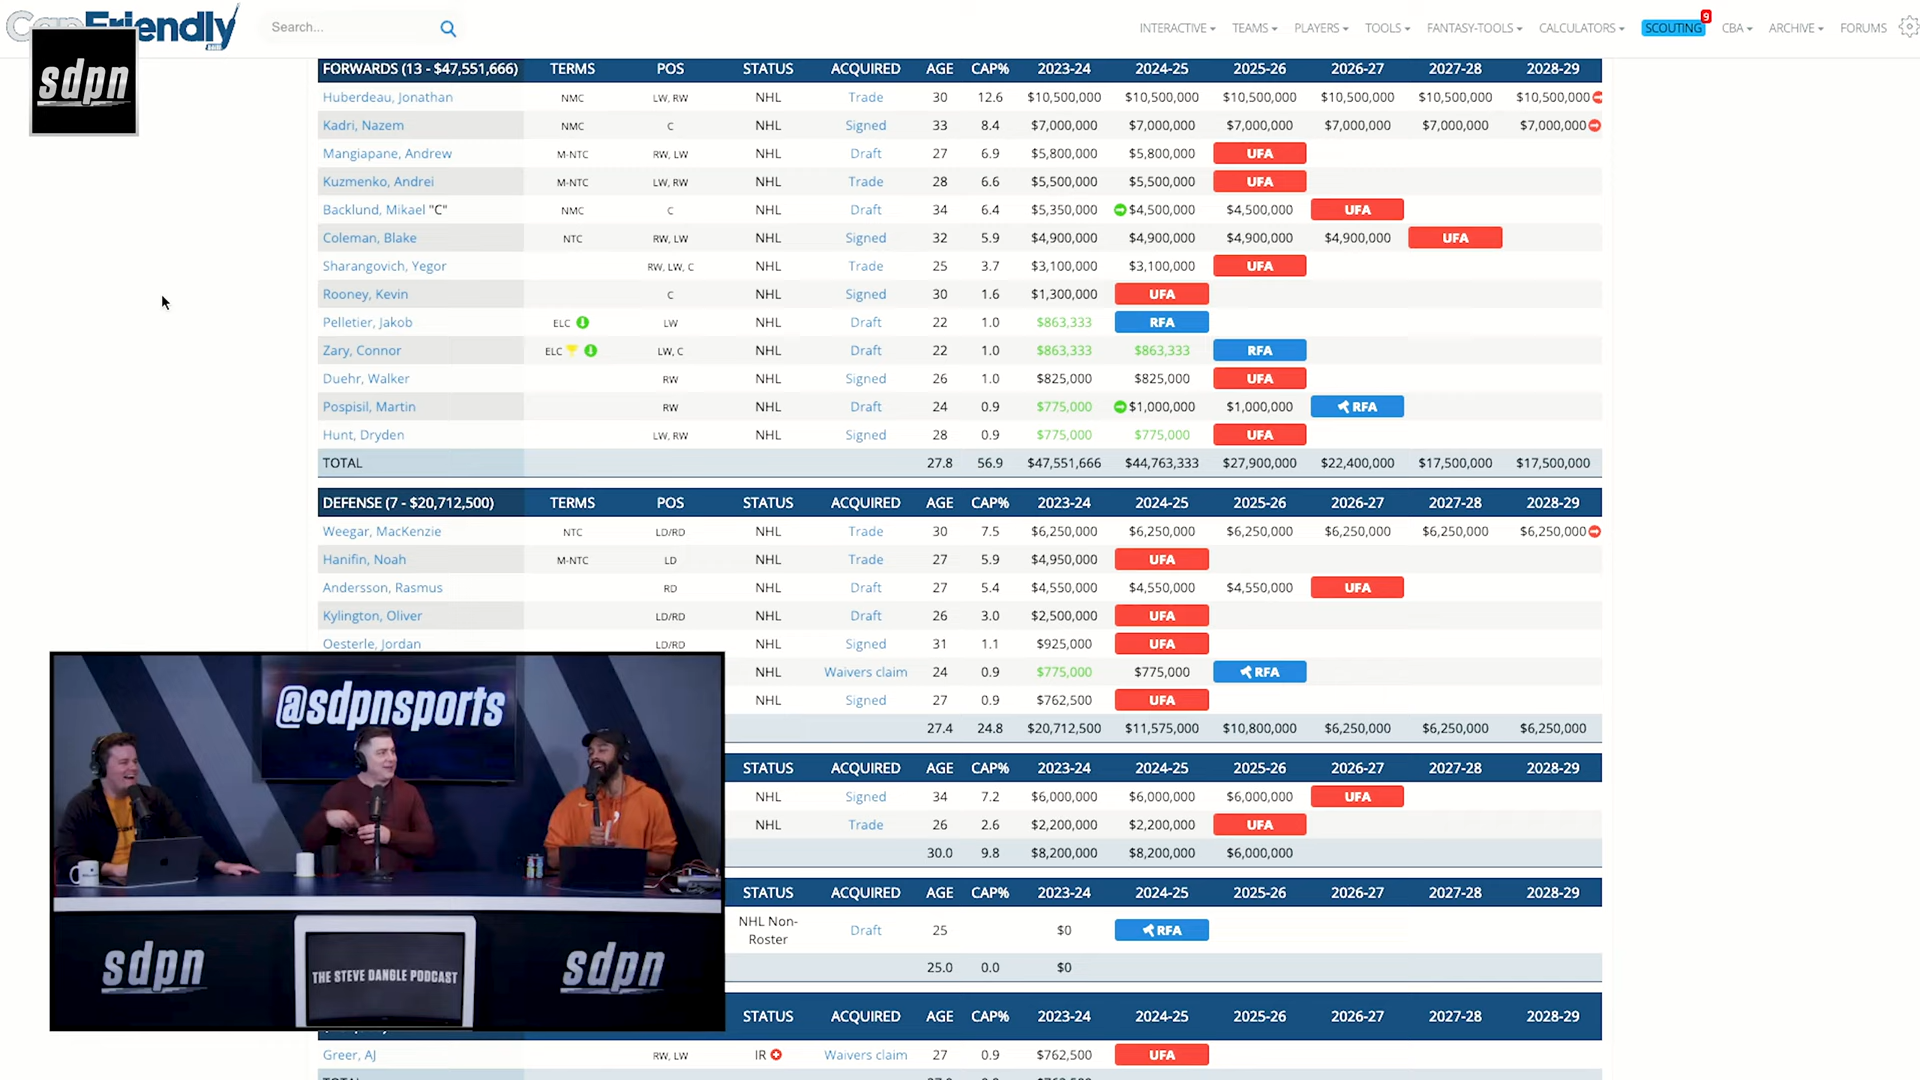 CapFriendly
Search...
INTERACTIVE TEAMS PLAYERS TOOLS FANTASY-TOOLS CALCULATORS SCOUTING 9 CBA ARCHIVE FORUMS
sdpn
FORWARDS (13 - $47,551,666) TERMS POS STATUS ACQUIRED AGE CAP% 2023-24 2024-25 2025-26 2026-27 2027-28 2028-29
Huberdeau, Jonathan NMC LW, RW NHL Trade 30 12.6 $10,500,000 $10,500,000 $10,500,000 $10,500,000 $10,500,000 $10,500,000
Kadri, Nazem NMC C NHL Signed 33 8.4 $7,000,000 $7,000,000 $7,000,000 $7,000,000 $7,000,000 $7,000,000
Mangiapane, Andrew M-NTC RW, LW NHL Draft 27 6.9 $5,800,000 $5,800,000 UFA
Kuzmenko, Andrei M-NTC LW, RW NHL Trade 28 6.6 $5,500,000 $5,500,000 UFA
Backlund, Mikael "C" NMC C NHL Draft 34 6.4 $5,350,000 $4,500,000 $4,500,000 UFA
Coleman, Blake NTC RW, LW NHL Signed 32 5.9 $4,900,000 $4,900,000 $4,900,000 $4,900,000 UFA
Sharangovich, Yegor RW, LW, C NHL Trade 25 3.7 $3,100,000 $3,100,000 UFA
Rooney, Kevin C NHL Signed 30 1.6 $1,300,000 UFA
Pelletier, Jakob ELC LW NHL Draft 22 1.0 $863,333 RFA
Zary, Connor ELC LW, C NHL Draft 22 1.0 $863,333 $863,333 RFA
Duehr, Walker RW NHL Signed 26 1.0 $825,000 $825,000 UFA
Pospisil, Martin RW NHL Draft 24 0.9 $775,000 $1,000,000 $1,000,000 RFA
Hunt, Dryden LW, RW NHL Signed 28 0.9 $775,000 $775,000 UFA
TOTAL 27.8 56.9 $47,551,666 $44,763,333 $27,900,000 $22,400,000 $17,500,000 $17,500,000
DEFENSE (7 - $20,712,500) TERMS POS STATUS ACQUIRED AGE CAP% 2023-24 2024-25 2025-26 2026-27 2027-28 2028-29
Weegar, MacKenzie NTC LD/RD NHL Trade 30 7.5 $6,250,000 $6,250,000 $6,250,000 $6,250,000 $6,250,000 $6,250,000
Hanifin, Noah M-NTC LD NHL Trade 27 5.9 $4,950,000 UFA
Andersson, Rasmus RD NHL Draft 27 5.4 $4,550,000 $4,550,000 $4,550,000 UFA
Kylington, Oliver LD/RD NHL Draft 26 3.0 $2,500,000 UFA
Oesterle, Jordan LD/RD NHL Signed 31 1.1 $925,000 UFA
NHL Waivers claim 24 0.9 $775,000 $775,000 RFA
NHL Signed 27 0.9 $762,500 UFA
27.4 24.8 $20,712,500 $11,575,000 $10,800,000 $6,250,000 $6,250,000 $6,250,000
STATUS ACQUIRED AGE CAP% 2023-24 2024-25 2025-26 2026-27 2027-28 2028-29
NHL Signed 34 7.2 $6,000,000 $6,000,000 $6,000,000 UFA
NHL Trade 26 2.6 $2,200,000 $2,200,000 UFA
30.0 9.8 $8,200,000 $8,200,000 $6,000,000
STATUS ACQUIRED AGE CAP% 2023-24 2024-25 2025-26 2026-27 2027-28 2028-29
NHL Non-
Roster Draft 25 $0 RFA
25.0 0.0 $0
STATUS ACQUIRED AGE CAP% 2023-24 2024-25 2025-26 2026-27 2027-28 2028-29
Greer, AJ RW, LW IR Waivers claim 27 0.9 $762,500 UFA
@sdpnsports
sdpn
THE STEVE DANGLE PODCAST
sdpn